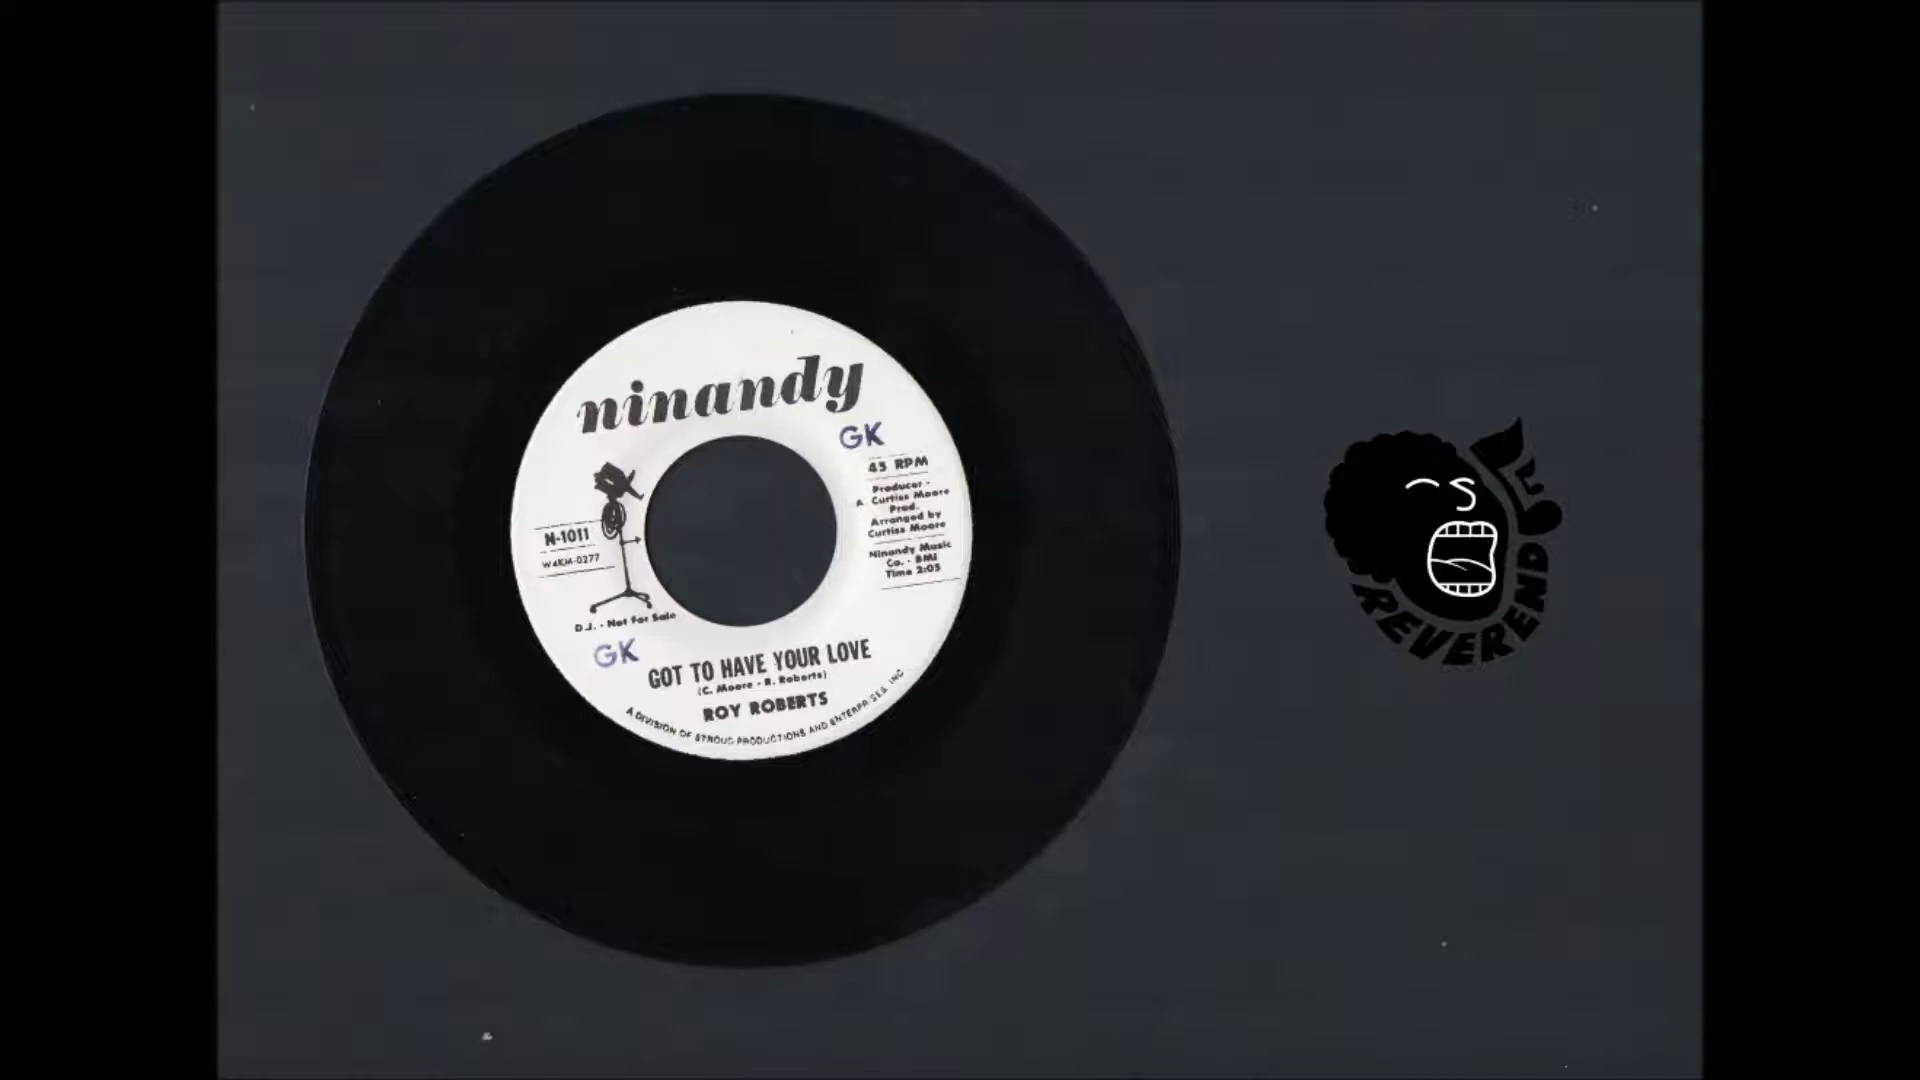 ninandy
GK
45 RPM
Producer -
A. Curtiss Moore
Prod.
Arranged by
Curtiss Moore
Ninandy Music
Co. - BMI
Time 2:05
N-1011
W4KM-0277
D.J. - Not For Sale
GK
GOT TO HAVE YOUR LOVE
(C. Moore - R. Roberts)
ROY ROBERTS
A DIVISION OF STROUD PRODUCTIONS AND ENTERPRISES, INC.
REVEREND